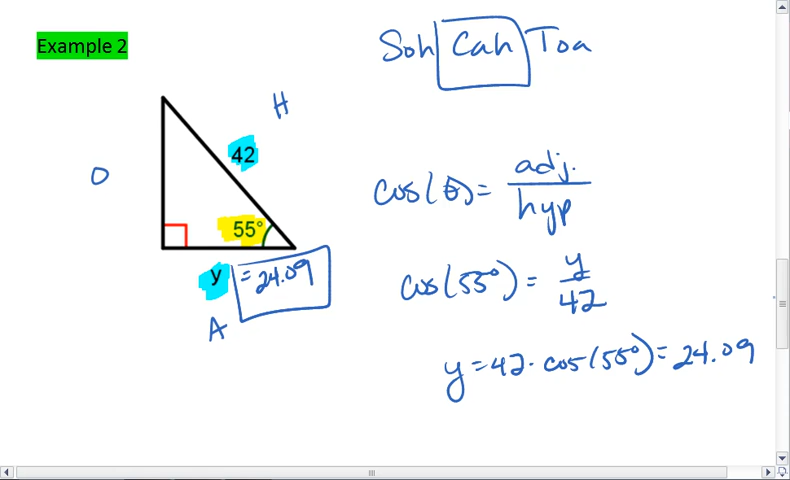 Example 2
Soh Cah Toa
H
42
O
cos(θ) = adj. / hyp
55°
y = 24.09
cos(55°) = y / 42
A
y = 42 · cos(55°) = 24.09